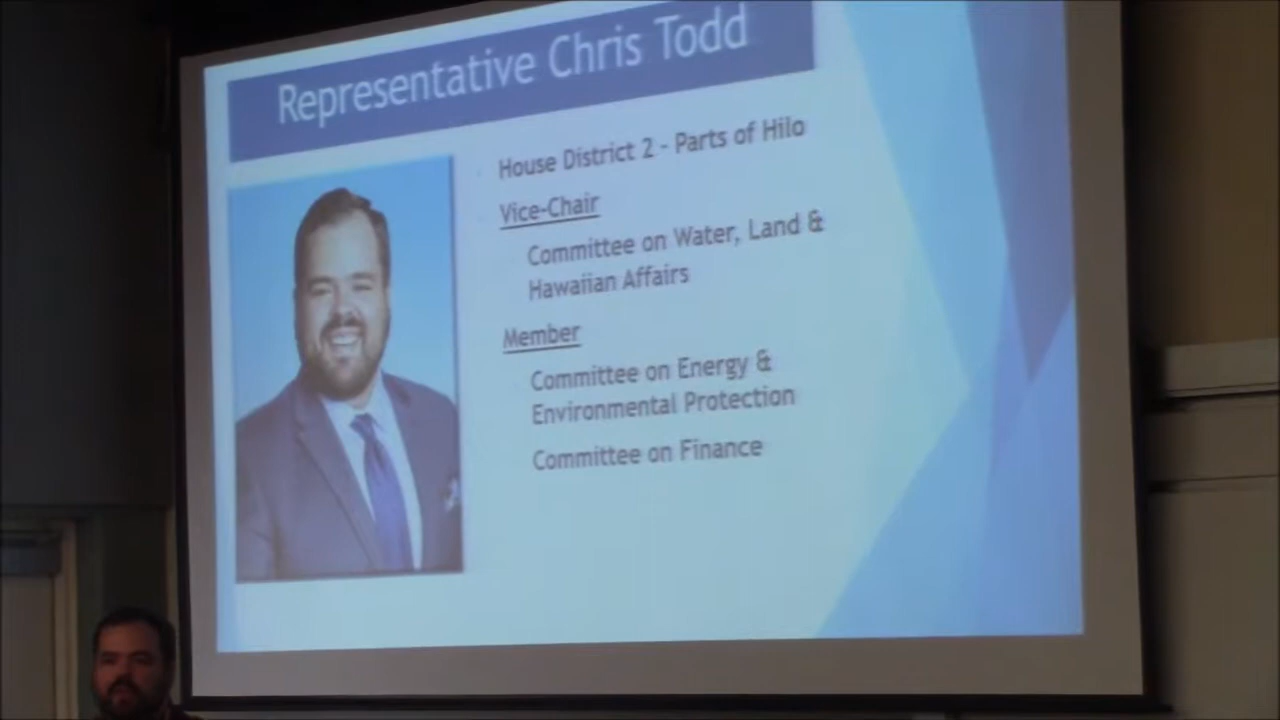 Representative Chris Todd
House District 2 - Parts of Hilo
Vice-Chair
Committee on Water, Land &
Hawaiian Affairs
Member
Committee on Energy &
Environmental Protection
Committee on Finance